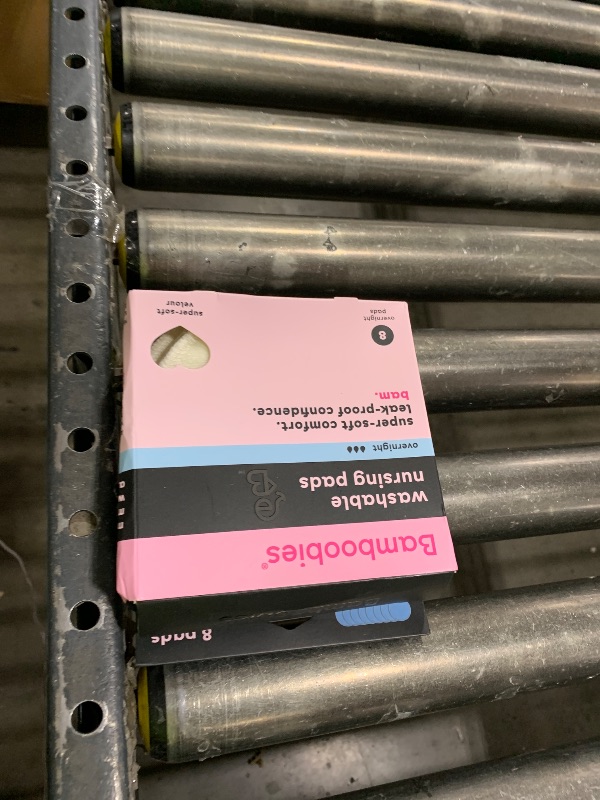 8 pads
Bamboobies®
washable
nursing pads
overnight
super-soft comfort.
leak-proof confidence.
bam.
8
overnight
pads
super-soft
velour